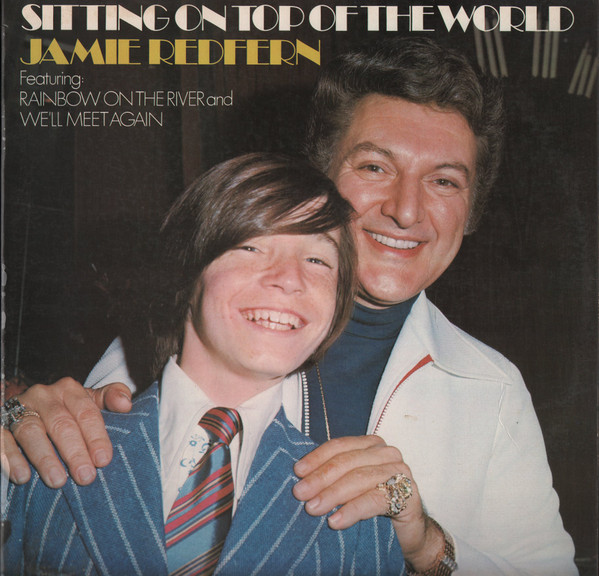 SITTING ON TOP OF THE WORLD
JAMIE REDFERN
Featuring:
RAINBOW ON THE RIVER and
WE'LL MEET AGAIN